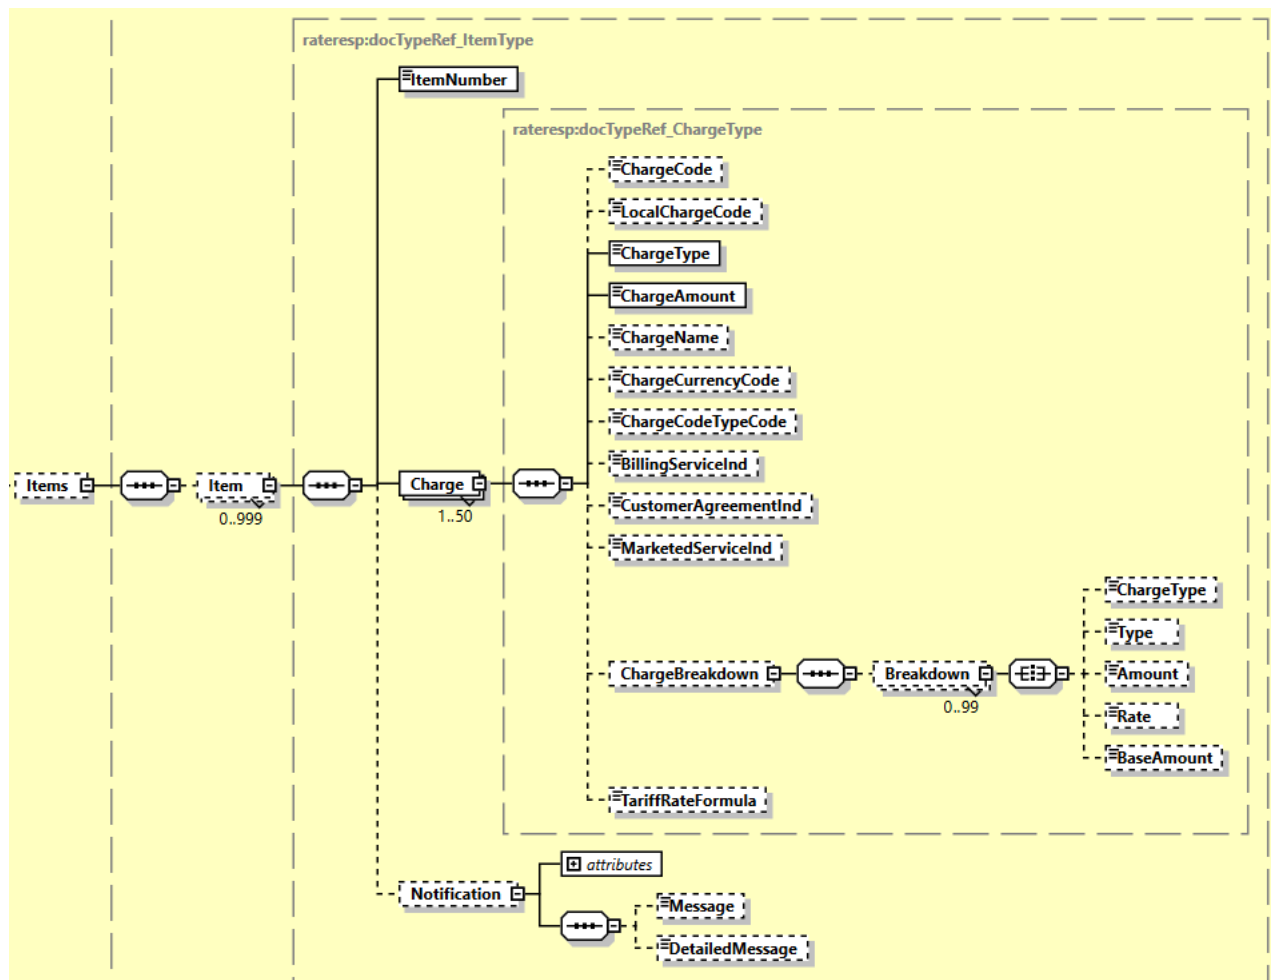 rateresp:docTypeRef_ItemType
ItemNumber
rateresp:docTypeRef_ChargeType
ChargeCode
LocalChargeCode
ChargeType
ChargeAmount
ChargeName
ChargeCurrencyCode
ChargeCodeTypeCode
Items
Item
0..999
Charge
1..50
BillingServiceInd
CustomerAgreementInd
MarketedServiceInd
ChargeBreakdown
Breakdown
0..99
ChargeType
Type
Amount
Rate
BaseAmount
TariffRateFormula
Notification
attributes
Message
DetailedMessage